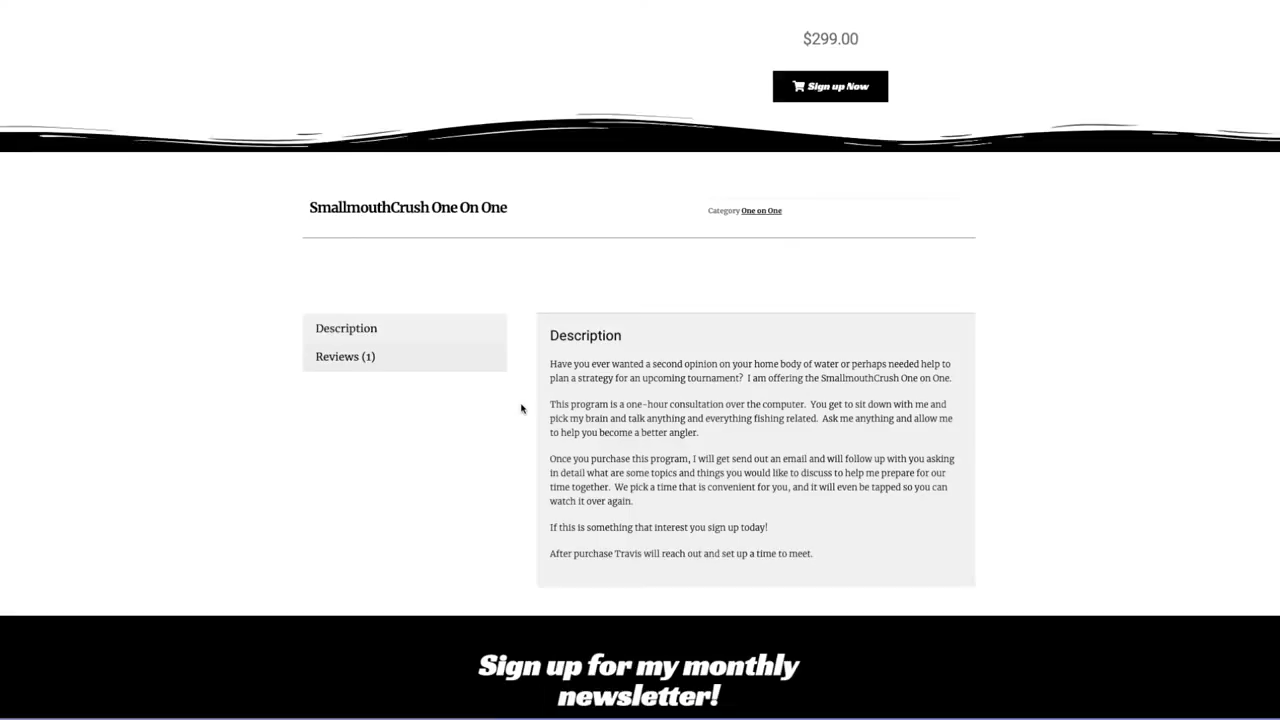 $299.00
Sign up Now
SmallmouthCrush One On One
Category One on One
Description
Reviews (1)
Description
Have you ever wanted a second opinion on your home body of water or perhaps needed help to
plan a strategy for an upcoming tournament?  I am offering the SmallmouthCrush One on One.
This program is a one-hour consultation over the computer.  You get to sit down with me and
pick my brain and talk anything and everything fishing related.  Ask me anything and allow me
to help you become a better angler.
Once you purchase this program, I will get send out an email and will follow up with you asking
in detail what are some topics and things you would like to discuss to help me prepare for our
time together.  We pick a time that is convenient for you, and it will even be tapped so you can
watch it over again.
If this is something that interest you sign up today!
After purchase Travis will reach out and set up a time to meet.
Sign up for my monthly
newsletter!